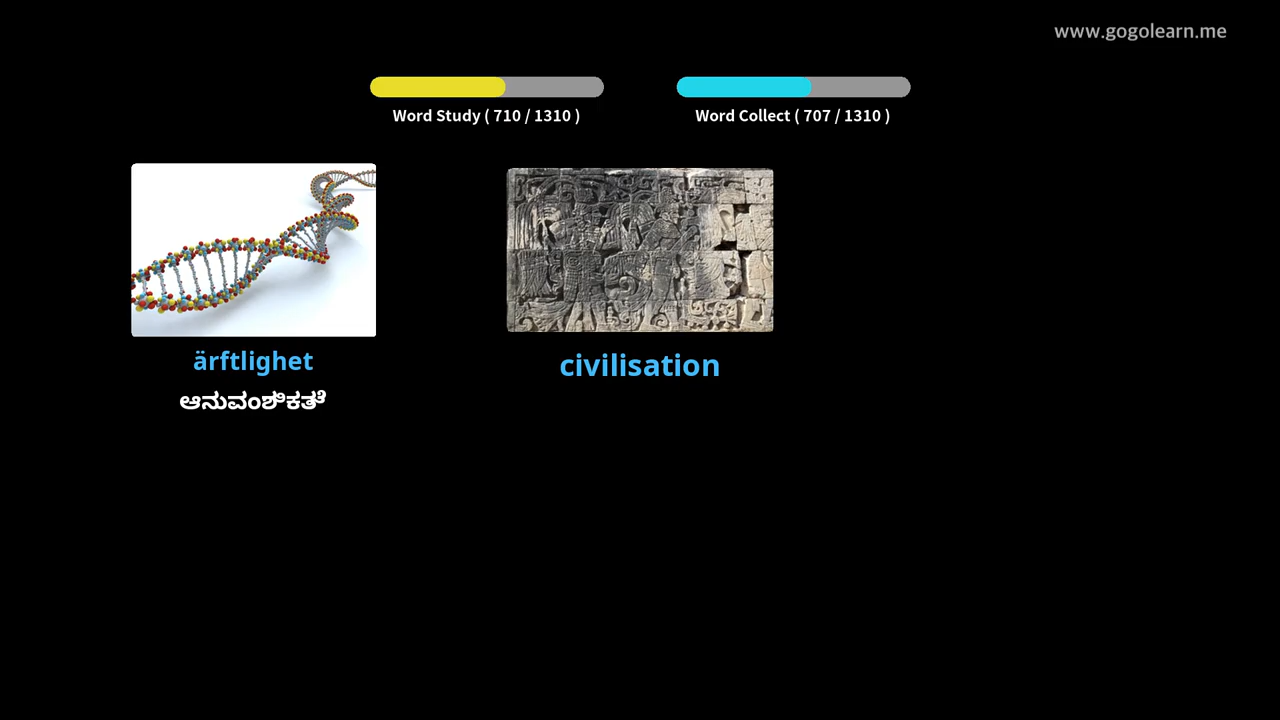 www.gogolearn.me
Word Study ( 710 / 1310 )
Word Collect ( 707 / 1310 )
ärftlighet
ಆನುವಂಶಿಕತೆ
civilisation